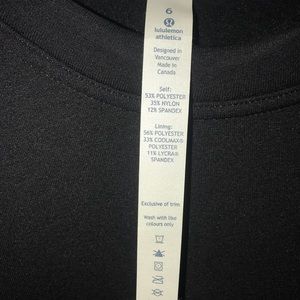 6
lululemon
athletica
Designed in
Vancouver
Made in
Canada
Self:
53% POLYESTER
35% NYLON
12% SPANDEX
Lining:
56% POLYESTER
33% COOLMAX®
POLYESTER
11% LYCRA®
SPANDEX
Exclusive of trim
Wash with like
colours only